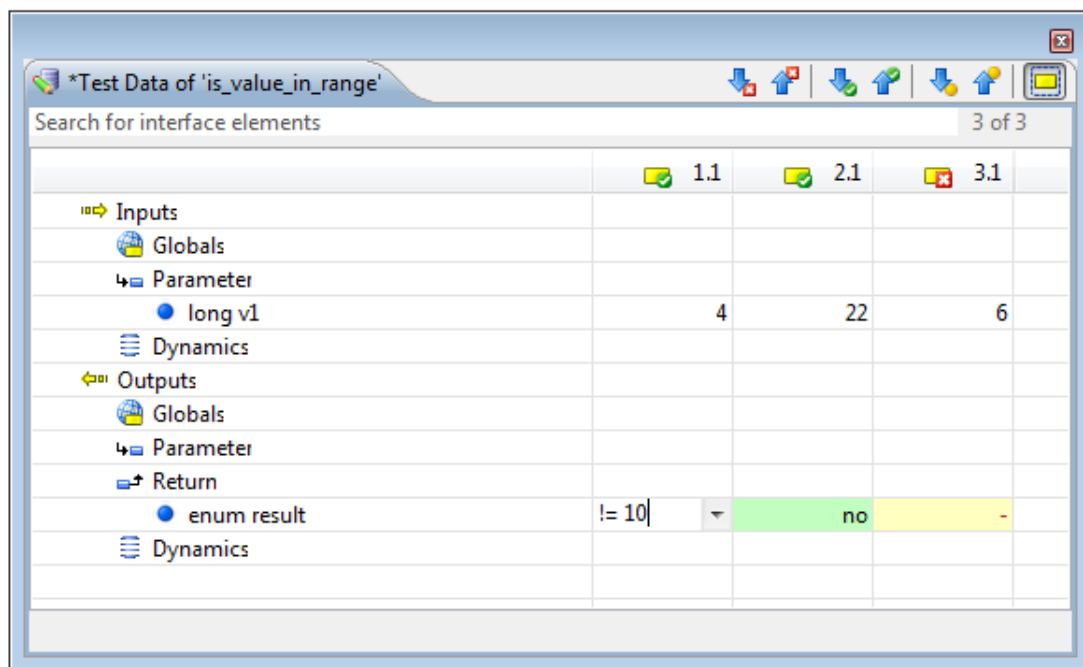 *Test Data of 'is_value_in_range'
Search for interface elements 3 of 3
1.1 2.1 3.1
Inputs
Globals
Parameter
long v1 4 22 6
Dynamics
Outputs
Globals
Parameter
Return
enum result != 10 no -
Dynamics